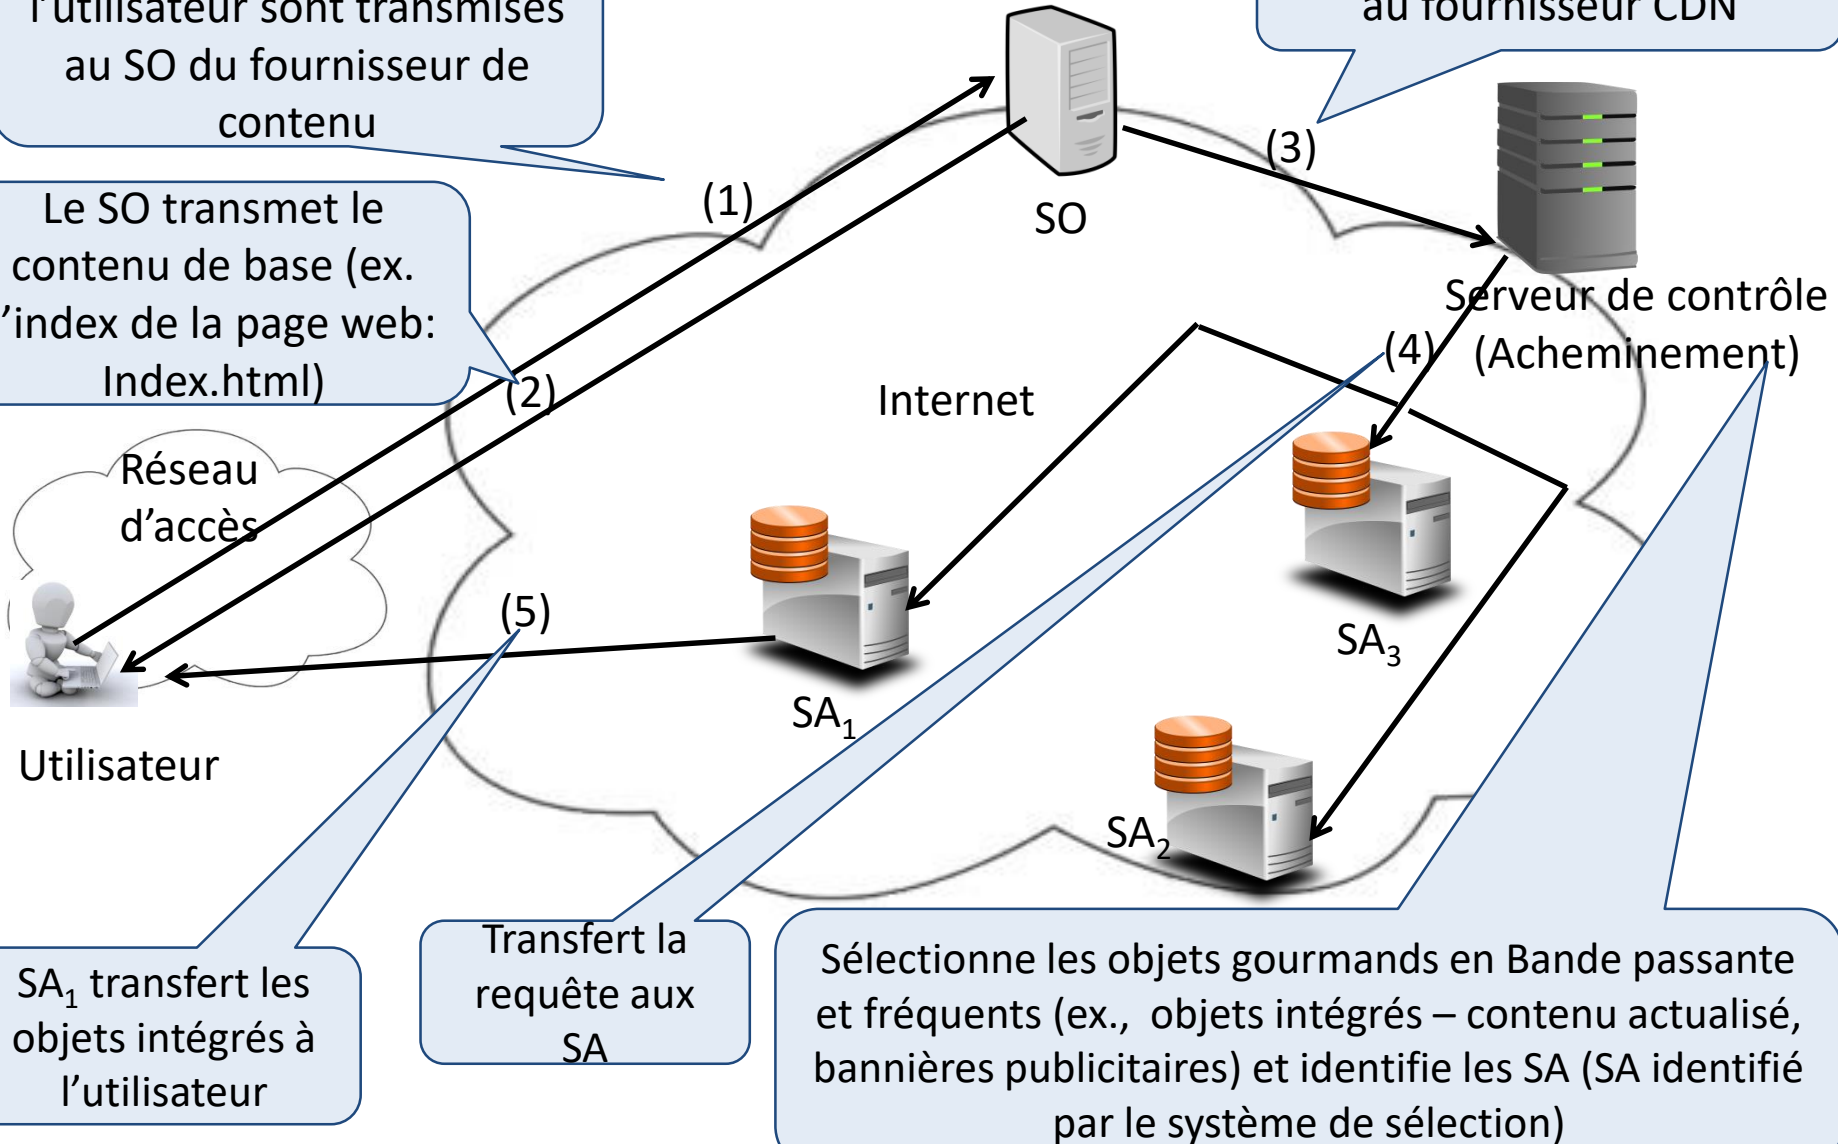 l'utilisateur sont transmises
au SO du fournisseur de
contenu
au fournisseur CDN
Le SO transmet le
contenu de base (ex.
’index de la page web:
Index.html)
(1)
(2)
(3)
SO
Serveur de contrôle
(Acheminement)
(4)
Internet
Réseau
d’accès
(5)
SA1
SA3
SA2
Utilisateur
SA1 transfert les
objets intégrés à
l’utilisateur
Transfert la
requête aux
SA
Sélectionne les objets gourmands en Bande passante
et fréquents (ex., objets intégrés – contenu actualisé,
bannières publicitaires) et identifie les SA (SA identifié
par le système de sélection)